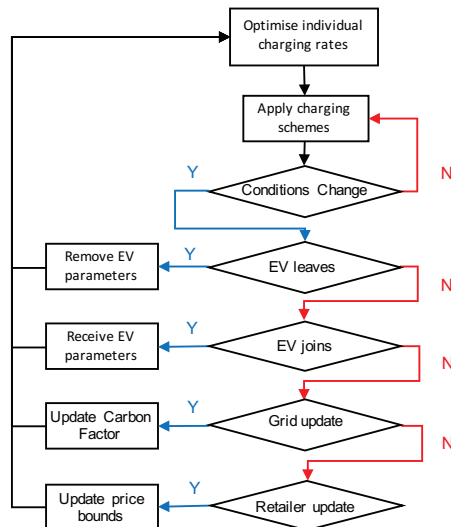 Optimise individual
charging rates
Apply charging
schemes
Y
N
Conditions Change
Remove EV
parameters
Y
EV leaves
N
Receive EV
parameters
Y
EV joins
N
Update Carbon
Factor
Y
Grid update
N
Update price
bounds
Y
Retailer update